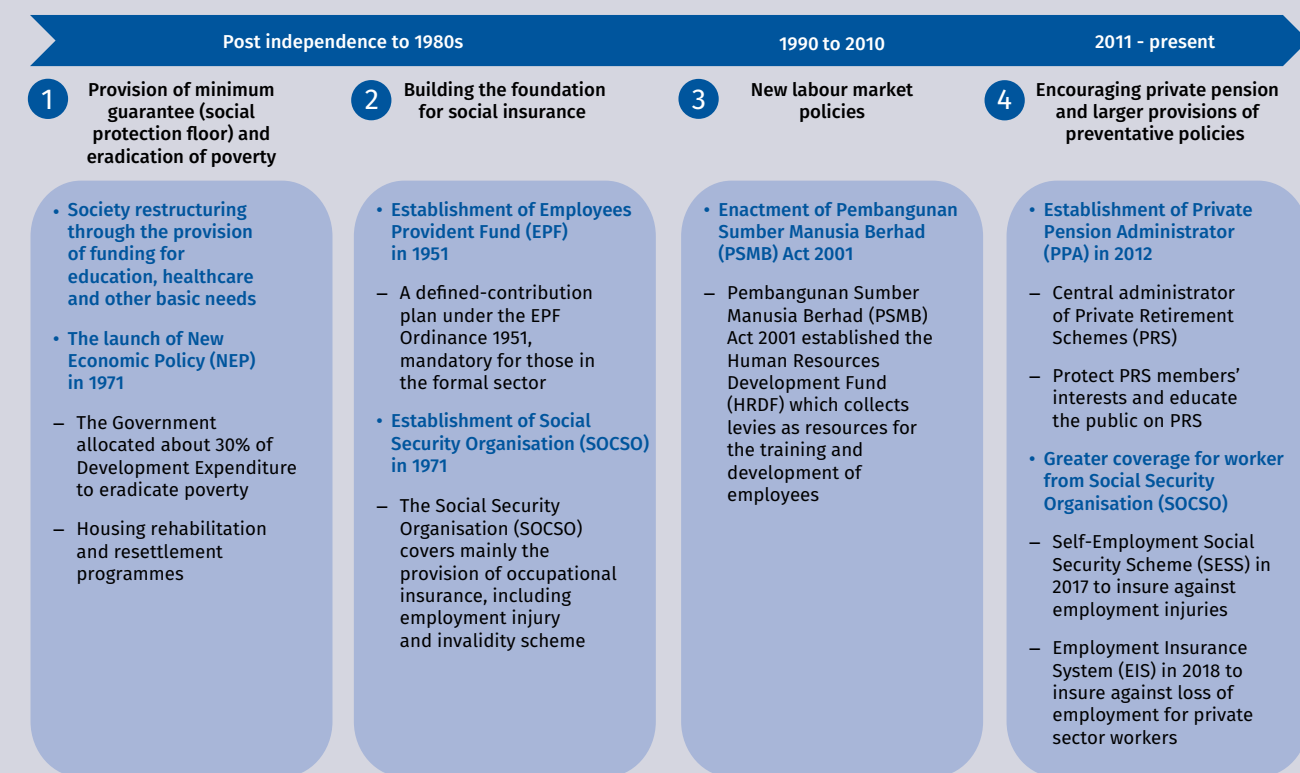 Post independence to 1980s
1990 to 2010
2011 - present
1
Provision of minimum
guarantee (social
protection floor) and
eradication of poverty
• Society restructuring
through the provision
of funding for
education, healthcare
and other basic needs
• The launch of New
Economic Policy (NEP)
in 1971
– The Government
allocated about 30% of
Development Expenditure
to eradicate poverty
– Housing rehabilitation
and resettlement
programmes
2
Building the foundation
for social insurance
• Establishment of Employees
Provident Fund (EPF)
in 1951
– A defined-contribution
plan under the EPF
Ordinance 1951,
mandatory for those in
the formal sector
• Establishment of Social
Security Organisation (SOCSO)
in 1971
– The Social Security
Organisation (SOCSO)
covers mainly the
provision of occupational
insurance, including
employment injury
and invalidity scheme
3
New labour market
policies
• Enactment of Pembangunan
Sumber Manusia Berhad
(PSMB) Act 2001
– Pembangunan Sumber
Manusia Berhad (PSMB)
Act 2001 established the
Human Resources
Development Fund
(HRDF) which collects
levies as resources for
the training and
development of
employees
4
Encouraging private pension
and larger provisions of
preventative policies
• Establishment of Private
Pension Administrator
(PPA) in 2012
– Central administrator
of Private Retirement
Schemes (PRS)
– Protect PRS members’
interests and educate
the public on PRS
• Greater coverage for worker
from Social Security
Organisation (SOCSO)
– Self-Employment Social
Security Scheme (SESS) in
2017 to insure against
employment injuries
– Employment Insurance
System (EIS) in 2018 to
insure against loss of
employment for private
sector workers